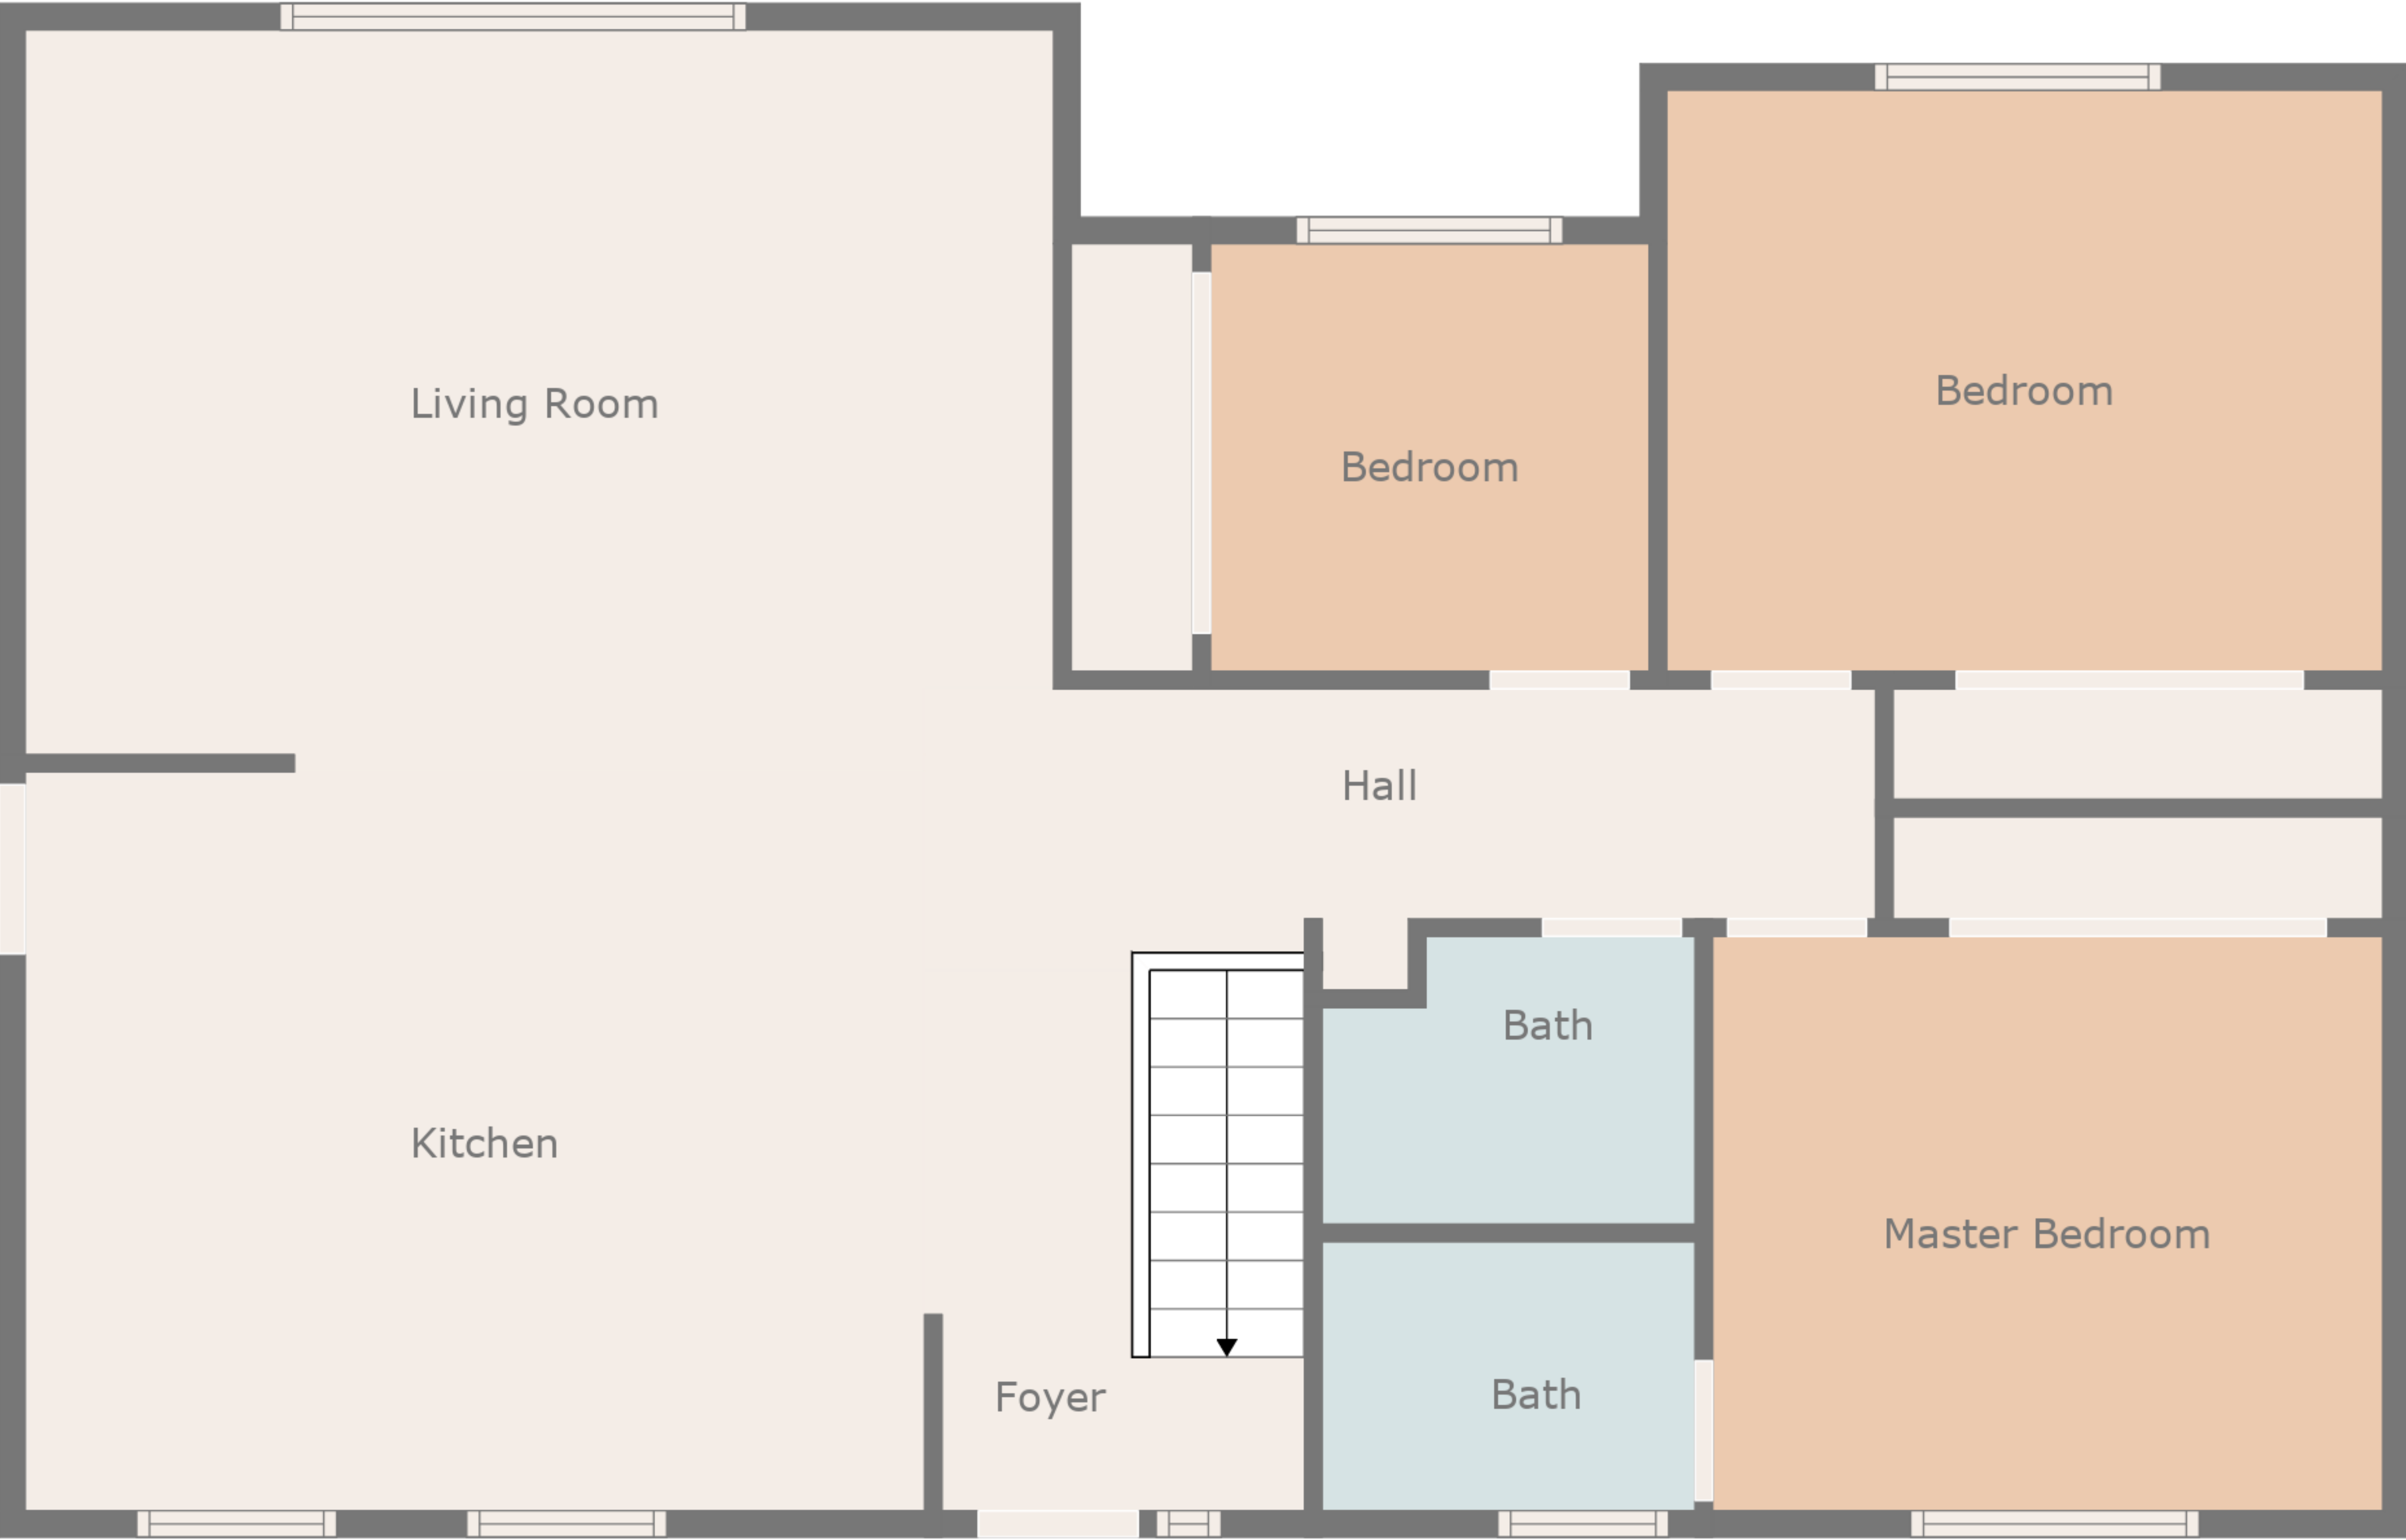 Living Room
Bedroom
Bedroom
Hall
Bath
Kitchen
Master Bedroom
Foyer
Bath